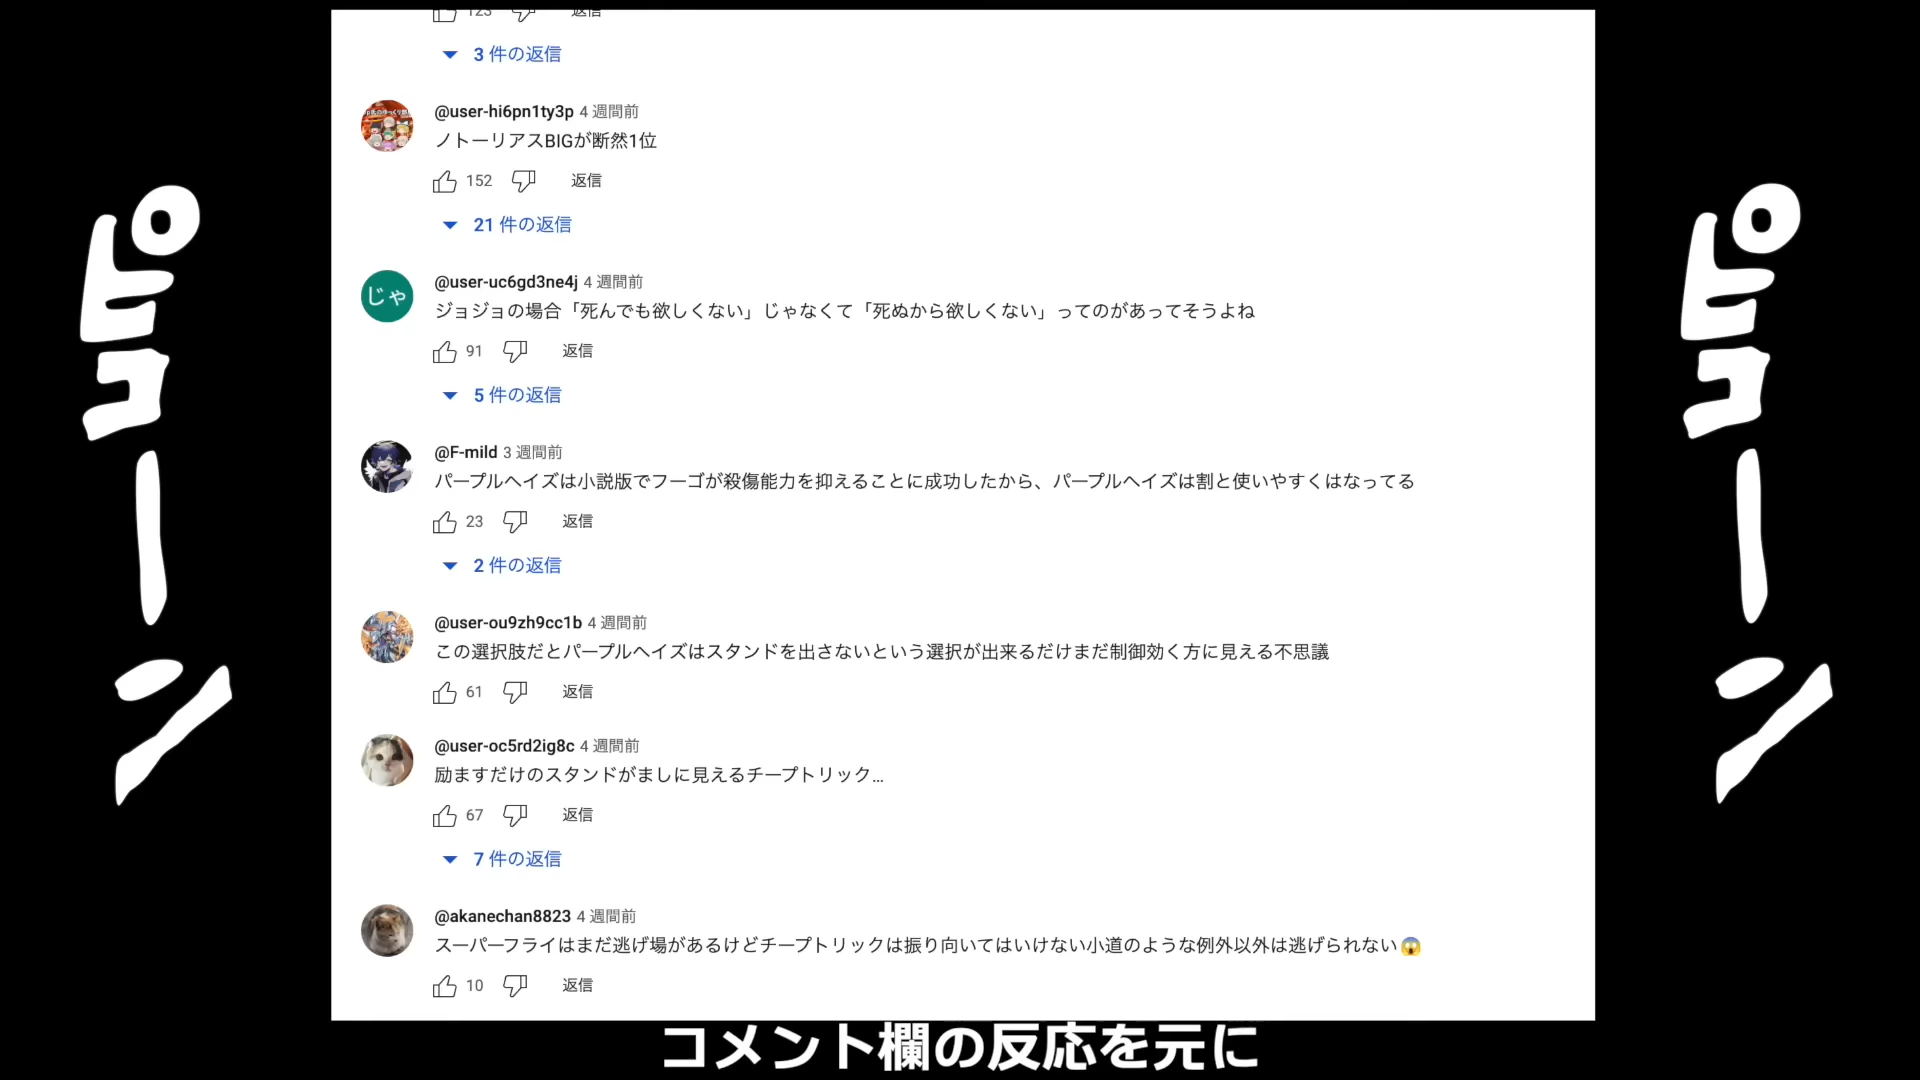 123 返信
3 件の返信
@user-hi6pn1ty3p 4 週間前
ノトーリアスBIGが断然1位
152 返信
21 件の返信
じゃ
@user-uc6gd3ne4j 4 週間前
ジョジョの場合「死んでも欲しくない」じゃなくて「死ぬから欲しくない」ってのがあってそうよね
91 返信
5 件の返信
@F-mild 3 週間前
パープルヘイズは小説版でフーゴが殺傷能力を抑えることに成功したから、パープルヘイズは割と使いやすくはなってる
23 返信
2 件の返信
@user-ou9zh9cc1b 4 週間前
この選択肢だとパープルヘイズはスタンドを出さないという選択が出来るだけまだ制御効く方に見える不思議
61 返信
@user-oc5rd2ig8c 4 週間前
励ますだけのスタンドがましに見えるチープトリック...
67 返信
7 件の返信
@akanechan8823 4 週間前
スーパーフライはまだ逃げ場があるけどチープトリックは振り向いてはいけない小道のような例外以外は逃げられない😱
10 返信
ピコーン
ピコーン
コメント欄の反応を元に